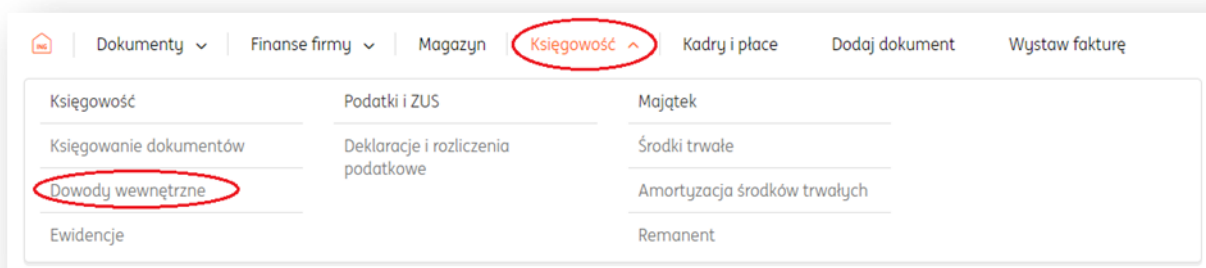 ING
Dokumenty
Finanse firmy
Magazyn
Księgowość
Kadry i płace
Dodaj dokument
Wystaw fakturę
Księgowość
Księgowanie dokumentów
Dowody wewnętrzne
Ewidencje
Podatki i ZUS
Deklaracje i rozliczenia
podatkowe
Majątek
Środki trwałe
Amortyzacja środków trwałych
Remanent